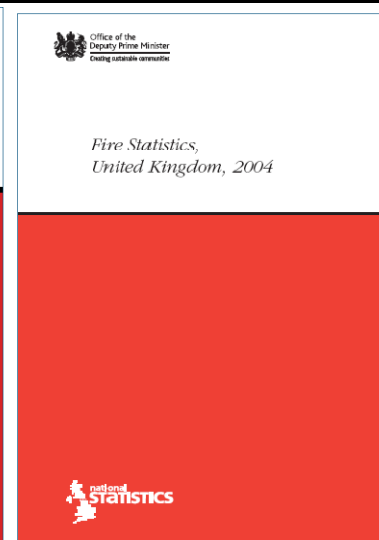 Office of the
Deputy Prime Minister
Creating sustainable communities
Fire Statistics,
United Kingdom, 2004
national
STATISTICS